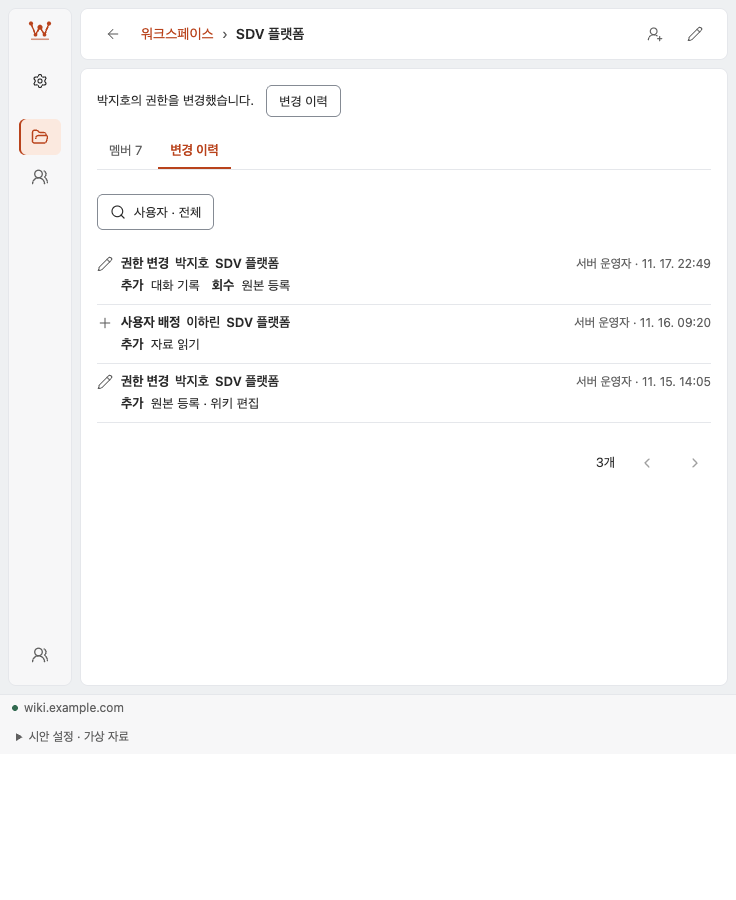 워크스페이스 › SDV 플랫폼
박지호의 권한을 변경했습니다. 변경 이력
멤버 7 변경 이력
사용자 · 전체
권한 변경 박지호 SDV 플랫폼 서버 운영자 · 11. 17. 22:49
추가 대화 기록 회수 원본 등록
사용자 배정 이하린 SDV 플랫폼 서버 운영자 · 11. 16. 09:20
추가 자료 읽기
권한 변경 박지호 SDV 플랫폼 서버 운영자 · 11. 15. 14:05
추가 원본 등록 · 위키 편집
3개
wiki.example.com
시안 설정 · 가상 자료